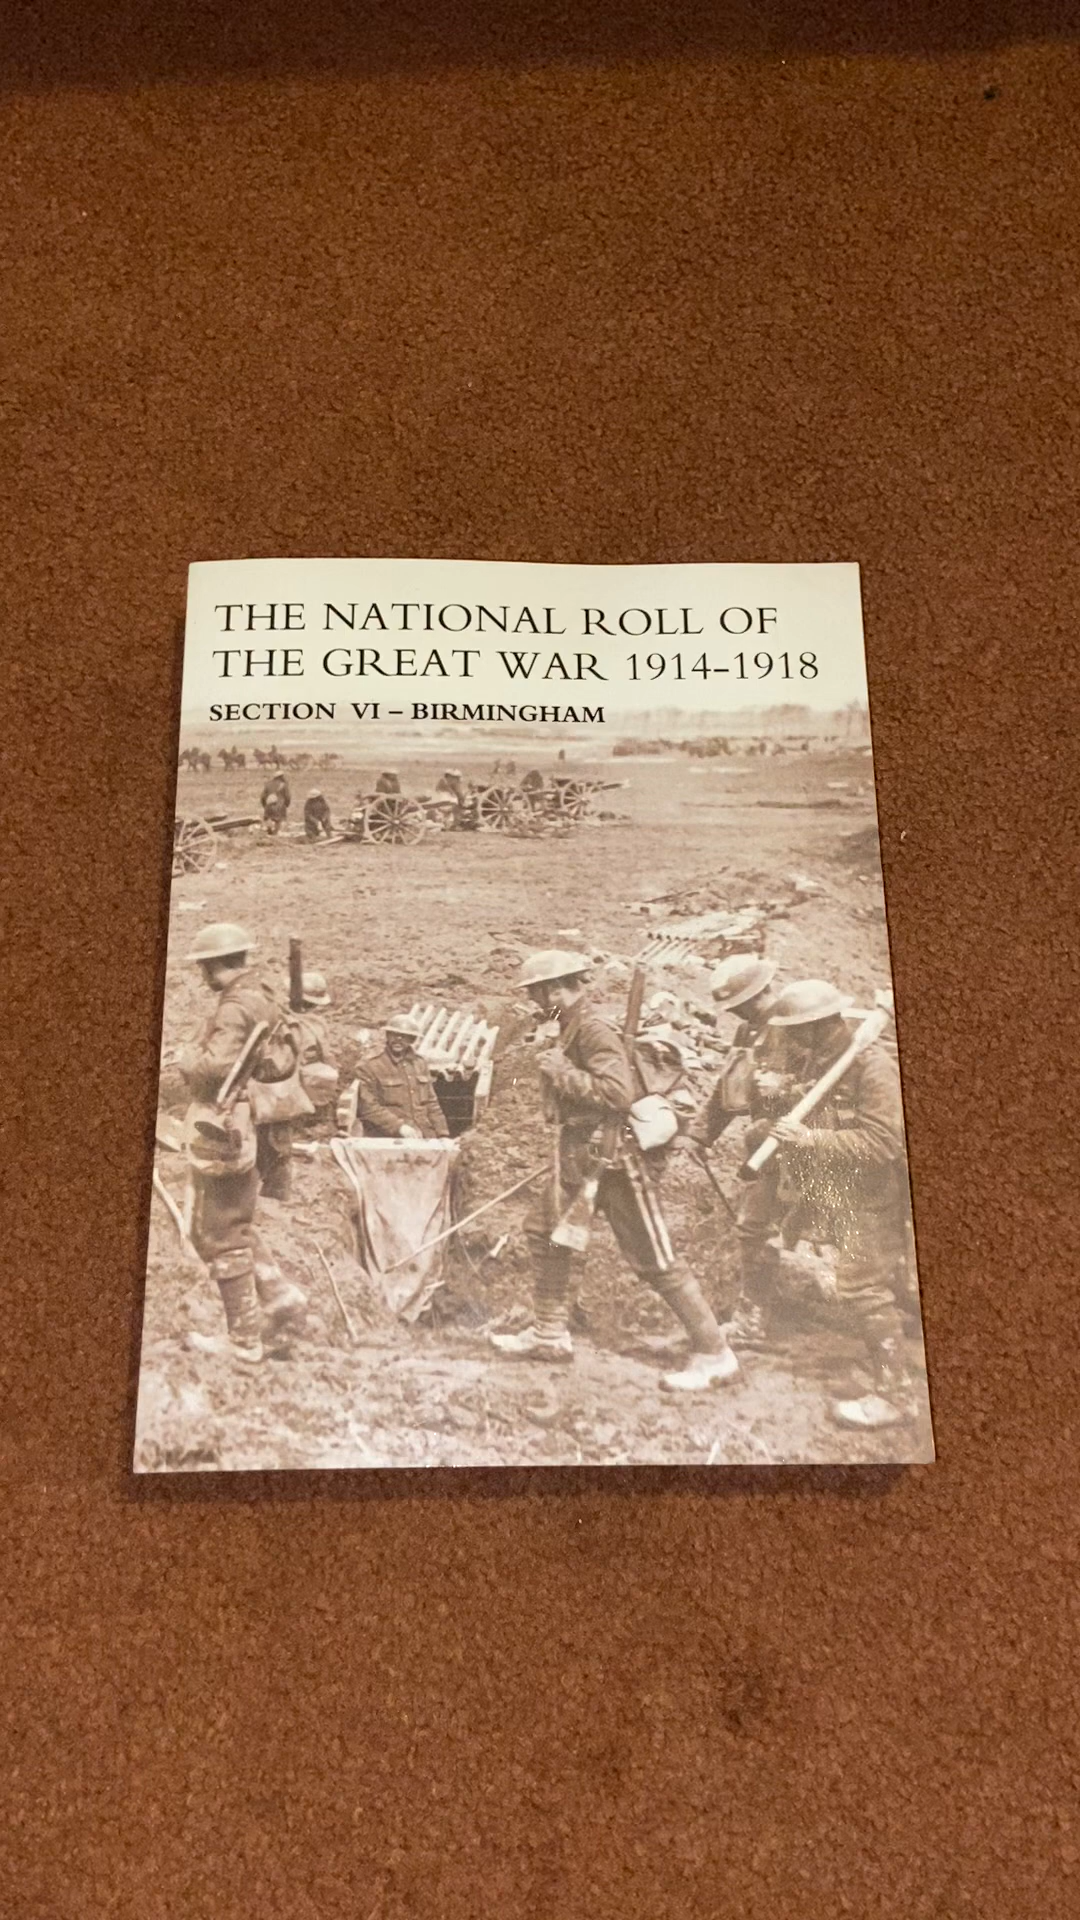 THE NATIONAL ROLL OF
THE GREAT WAR 1914–1918
SECTION VI – BIRMINGHAM